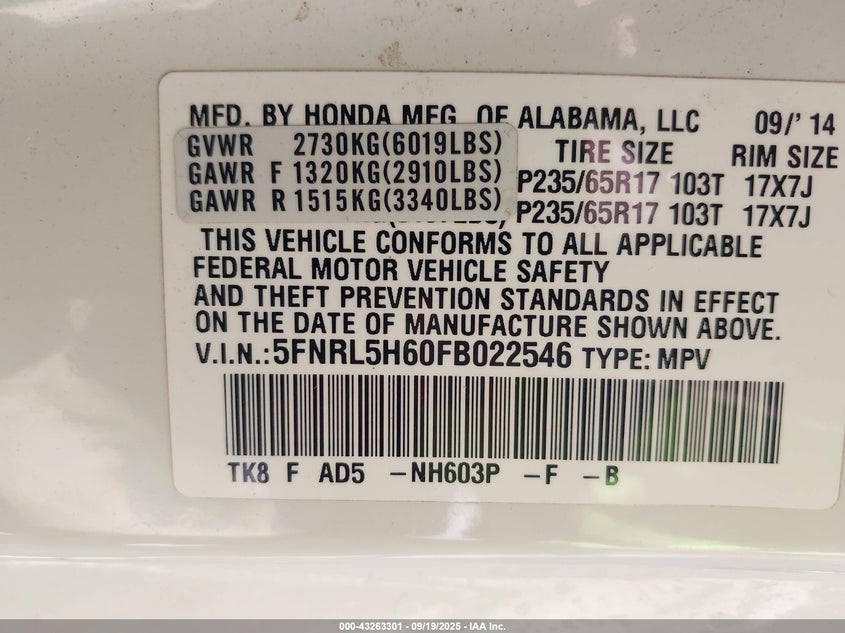 MFD. BY HONDA MFG. OF ALABAMA, LLC 09/' 14
GVWR 2730KG(6019LBS) TIRE SIZE RIM SIZE
GAWR F 1320KG(2910LBS) P235/65R17 103T 17X7J
GAWR R 1515KG(3340LBS) P235/65R17 103T 17X7J
THIS VEHICLE CONFORMS TO ALL APPLICABLE
FEDERAL MOTOR VEHICLE SAFETY
AND THEFT PREVENTION STANDARDS IN EFFECT
ON THE DATE OF MANUFACTURE SHOWN ABOVE.
V.I.N.:5FNRL5H60FB022546 TYPE: MPV
TK8 F AD5 -NH603P -F -B
000-43263301 - 09/19/2025 - IAA Inc.